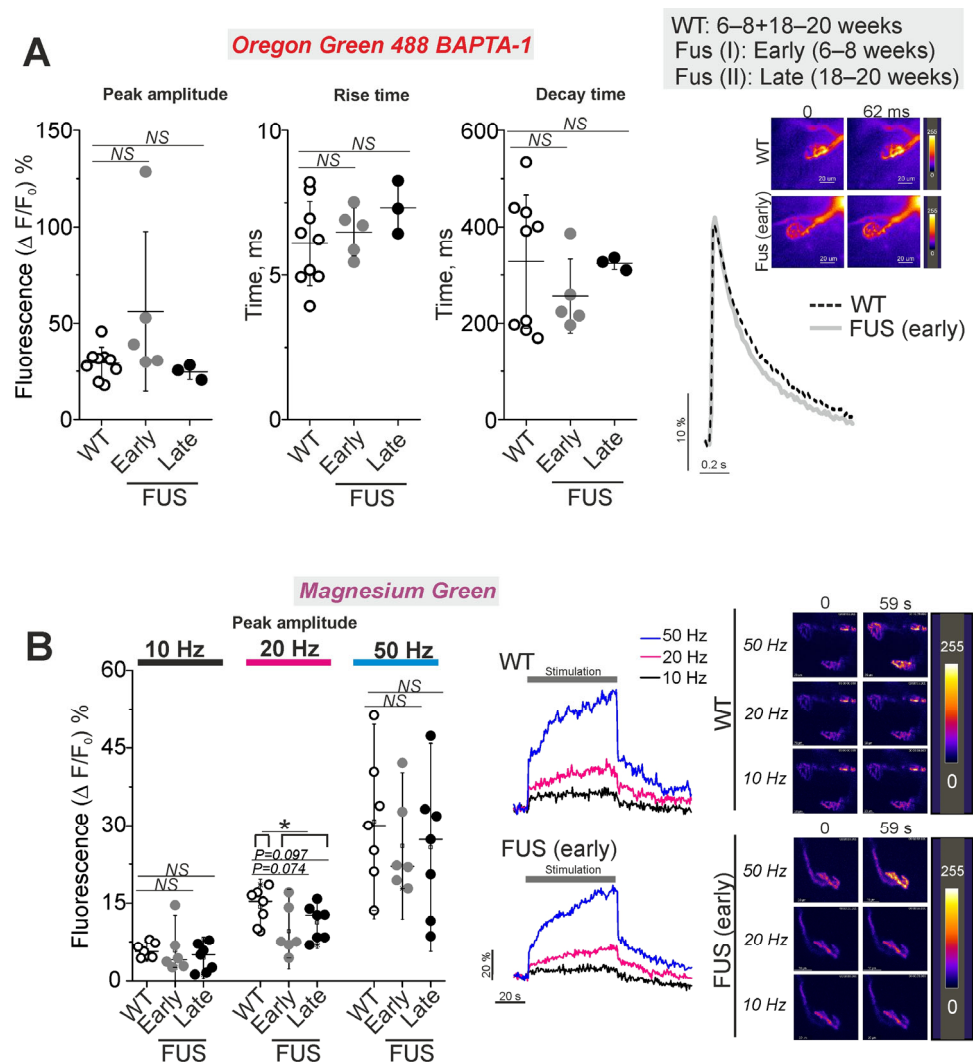 A
Oregon Green 488 BAPTA-1
WT: 6–8+18–20 weeks
Fus (I): Early (6–8 weeks)
Fus (II): Late (18–20 weeks)
Peak amplitude
Rise time
Decay time
Fluorescence (Δ F/F₀) %
150
100
50
0
NS
NS
WT
Early
Late
FUS
Time, ms
10
5
0
NS
NS
WT
Early
Late
FUS
Time, ms
600
400
200
0
NS
NS
WT
Early
Late
FUS
0
62 ms
WT
20 um
20 um
255
0
Fus (early)
20 um
20 um
255
0
WT
FUS (early)
10 %
0.2 s
Magnesium Green
B
Peak amplitude
10 Hz
20 Hz
50 Hz
Fluorescence (Δ F/F₀) %
60
45
30
15
0
NS
NS
*
P=0.097
P=0.074
NS
NS
WT
Early
Late
FUS
WT
Early
Late
FUS
WT
Early
Late
FUS
50 Hz
20 Hz
10 Hz
WT
Stimulation
FUS (early)
Stimulation
20 %
20 s
WT
0
59 s
50 Hz
20 Hz
10 Hz
255
0
FUS (early)
0
59 s
50 Hz
20 Hz
10 Hz
255
0